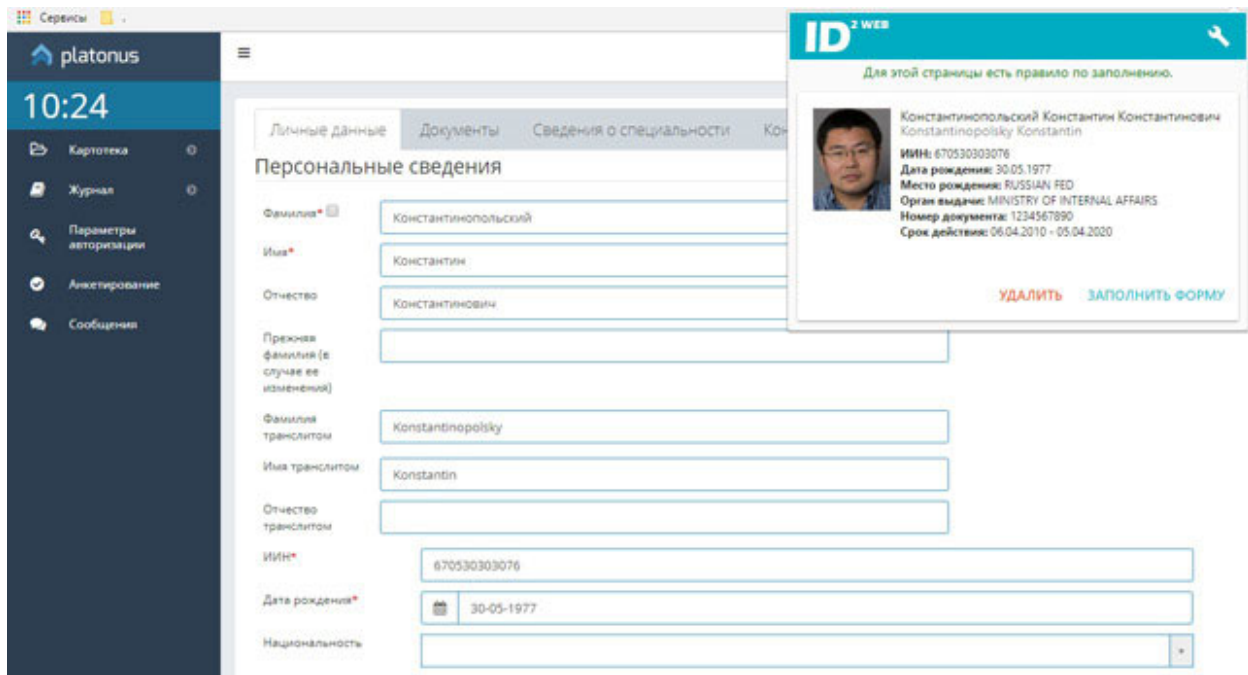 Сервисы
platonus
10:24
Картотека
Журнал
Параметры
авторизации
Анкетирование
Сообщения
Личные данные Документы Сведения о специальности Кон
Персональные сведения
Фамилия* Константинопольский
Имя* Константин
Отчество Константинович
Прежняя
фамилия (в
случае ее
изменения)
Фамилия
транслитом
Konstantinopolsky
Имя транслитом Konstantin
Отчество
транслитом
ИИН* 670530303076
Дата рождения* 30-05-1977
Национальность
ID2 WEB
Для этой страницы есть правило по заполнению.
Константинопольский Константин Константинович
Konstantinopolsky Konstantin
ИИН: 670530303076
Дата рождения: 30.05.1977
Место рождения: RUSSIAN FED
Орган выдачи: MINISTRY OF INTERNAL AFFAIRS
Номер документа: 1234567890
Срок действия: 06.04.2010 - 05.04.2020
УДАЛИТЬ ЗАПОЛНИТЬ ФОРМУ